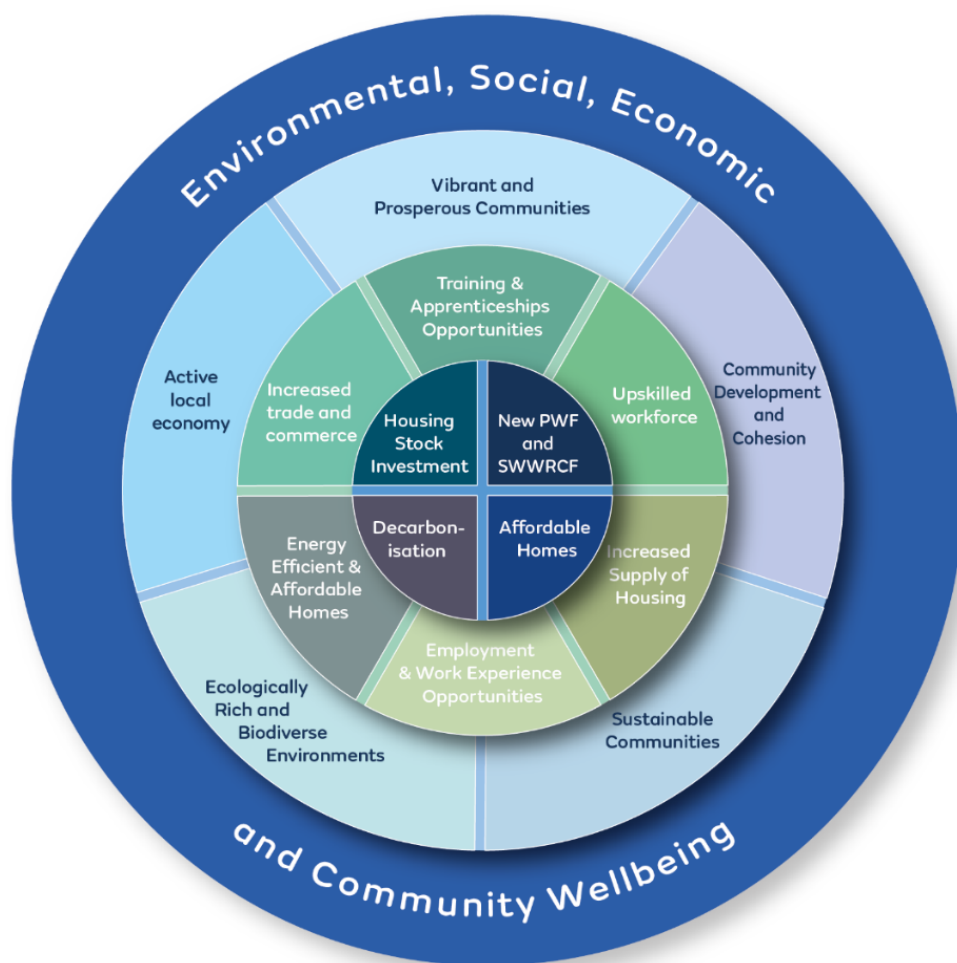 Environmental, Social, Economic
Vibrant and
Prosperous Communities
Training &
Apprenticeships
Opportunities
Active
local
economy
Increased
trade and
commerce
Housing
Stock
Investment
New PWF
and
SWWRCF
Upskilled
workforce
Community
Development
and
Cohesion
Energy
Efficient &
Affordable
Homes
Decarbon-
isation
Affordable
Homes
Increased
Supply of
Housing
Employment
& Work Experience
Opportunities
Ecologically
Rich and
Biodiverse
Environments
Sustainable
Communities
and Community Wellbeing